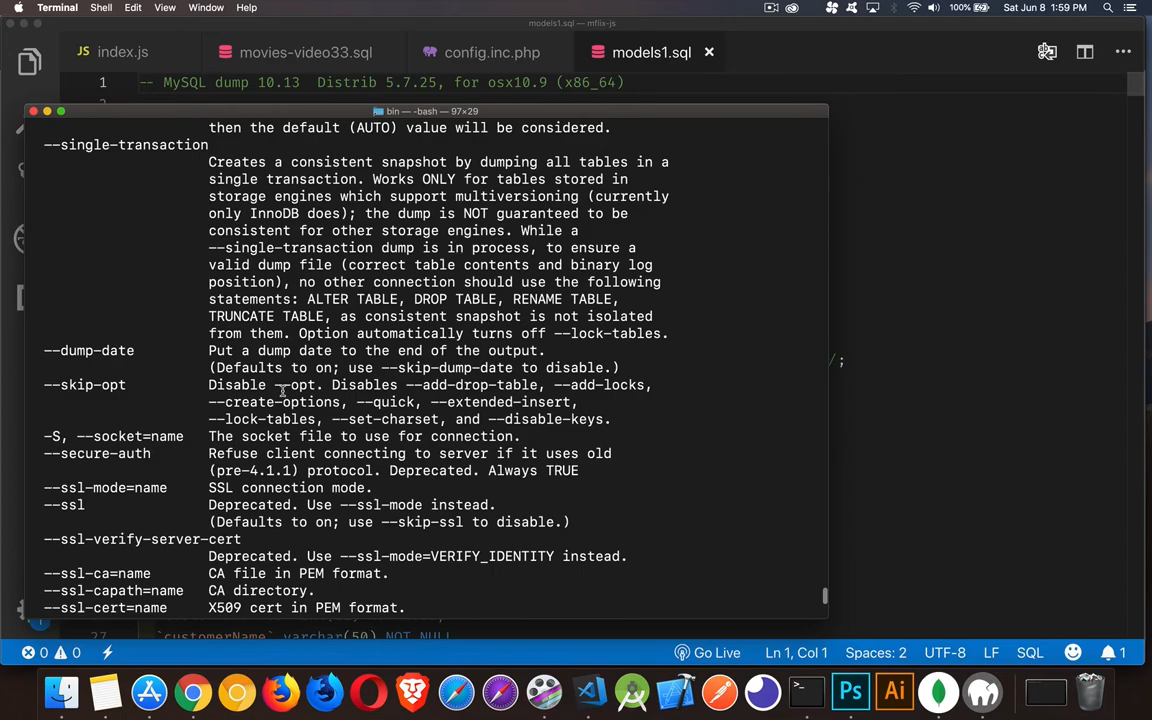 Terminal Shell Edit View Window Help 100% Sat Jun 8 1:59 PM
models1.sql — mflix-js
JS index.js movies-video33.sql config.inc.php models1.sql ×
1 -- MySQL dump 10.13  Distrib 5.7.25, for osx10.9 (x86_64)
bin — -bash — 97×29
then the default (AUTO) value will be considered.
--single-transaction
Creates a consistent snapshot by dumping all tables in a
single transaction. Works ONLY for tables stored in
storage engines which support multiversioning (currently
only InnoDB does); the dump is NOT guaranteed to be
consistent for other storage engines. While a
--single-transaction dump is in process, to ensure a
valid dump file (correct table contents and binary log
position), no other connection should use the following
statements: ALTER TABLE, DROP TABLE, RENAME TABLE,
TRUNCATE TABLE, as consistent snapshot is not isolated
from them. Option automatically turns off --lock-tables.
--dump-date Put a dump date to the end of the output.
/;
(Defaults to on; use --skip-dump-date to disable.)
--skip-opt Disable --opt. Disables --add-drop-table, --add-locks,
--create-options, --quick, --extended-insert,
--lock-tables, --set-charset, and --disable-keys.
-S, --socket=name The socket file to use for connection.
--secure-auth Refuse client connecting to server if it uses old
(pre-4.1.1) protocol. Deprecated. Always TRUE
--ssl-mode=name SSL connection mode.
--ssl Deprecated. Use --ssl-mode instead.
(Defaults to on; use --skip-ssl to disable.)
--ssl-verify-server-cert
Deprecated. Use --ssl-mode=VERIFY_IDENTITY instead.
--ssl-ca=name CA file in PEM format.
--ssl-capath=name CA directory.
--ssl-cert=name X509 cert in PEM format.
27 `customerName` varchar(50) NOT NULL
0 0 Go Live Ln 1, Col 1 Spaces: 2 UTF-8 LF SQL 1
Ps Ai